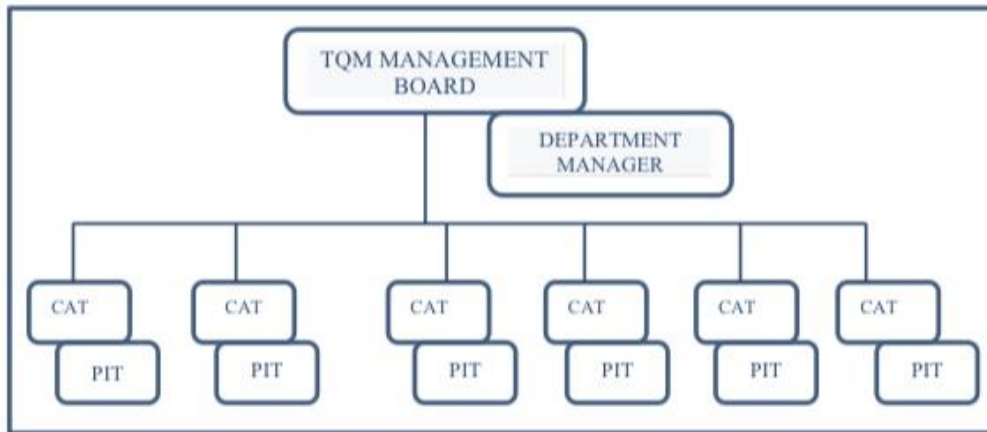 TQM MANAGEMENT
BOARD
DEPARTMENT
MANAGER
CAT
CAT
CAT
CAT
CAT
CAT
PIT
PIT
PIT
PIT
PIT
PIT